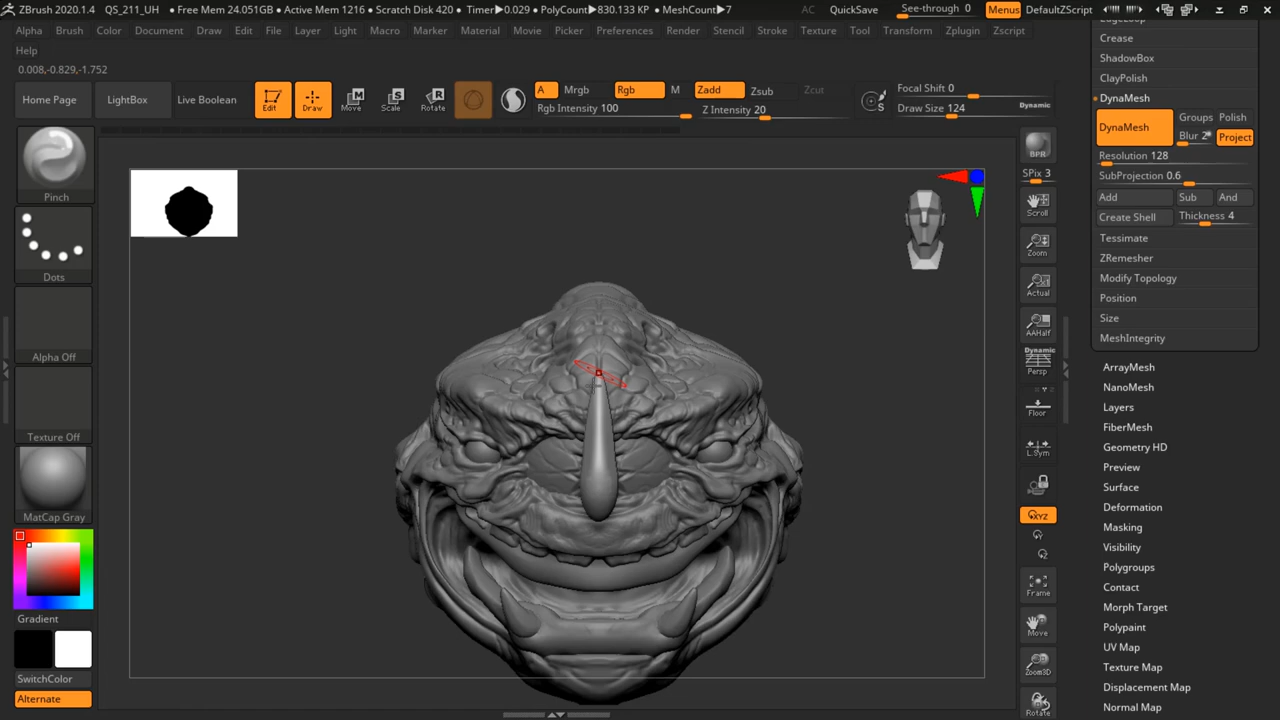 ZBrush 2020.1.4 QS_211_UH ● Free Mem 24.051GB ● Active Mem 1216 ● Scratch Disk 420 ● Timer▶0.029 ● PolyCount▶830.133 KP ● MeshCount▶7 AC QuickSave See-through 0 Menus DefaultZScript
Alpha Brush Color Document Draw Edit File Layer Light Macro Marker Material Movie Picker Preferences Render Stencil Stroke Texture Tool Transform Zplugin Zscript
Help
0.008,-0.829,-1.752
Home Page LightBox Live Boolean Edit Draw Move Scale Rotate A Mrgb Rgb M Zadd Zsub Zcut Focal Shift 0
Rgb Intensity 100 Z Intensity 20 Draw Size 124 Dynamic
Pinch
Dots
Alpha Off
Texture Off
MatCap Gray
Gradient
SwitchColor
Alternate
BPR
SPix 3
Scroll
Zoom
Actual
AAHalf
Dynamic
Persp
Floor
L.Sym
XYZ
Frame
Move
Zoom3D
Rotate
Crease
ShadowBox
ClayPolish
DynaMesh
DynaMesh Groups Polish
Blur 2 Project
Resolution 128
SubProjection 0.6
Add Sub And
Create Shell Thickness 4
Tessimate
ZRemesher
Modify Topology
Position
Size
MeshIntegrity
ArrayMesh
NanoMesh
Layers
FiberMesh
Geometry HD
Preview
Surface
Deformation
Masking
Visibility
Polygroups
Contact
Morph Target
Polypaint
UV Map
Texture Map
Displacement Map
Normal Map